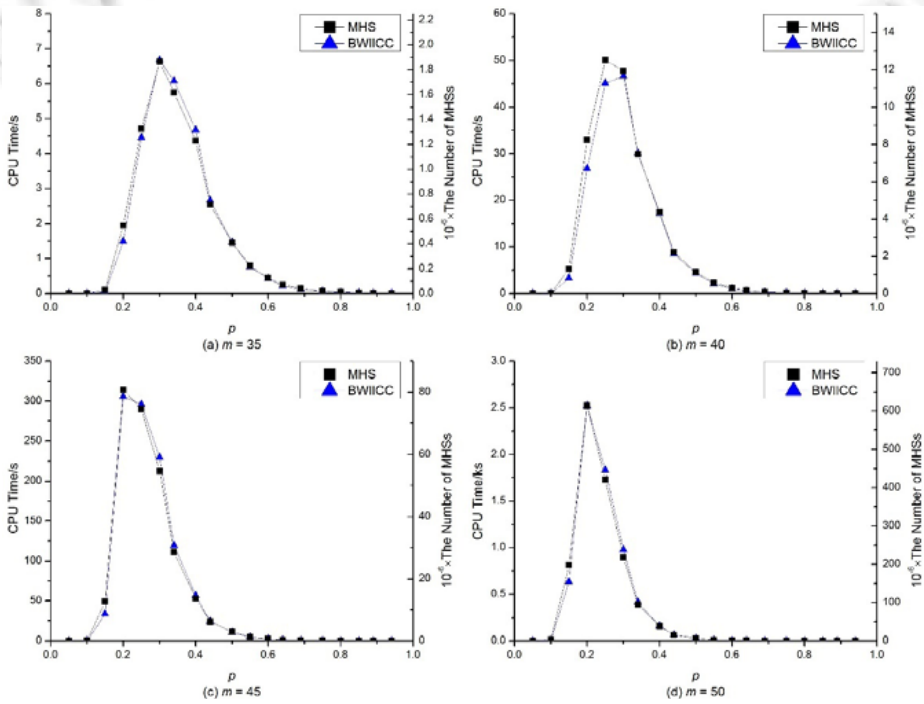 8
7
6
5
4
3
2
1
0
CPU Time/s
MHS
BWIICC
2.2
2.0
1.8
1.6
1.4
1.2
1.0
0.8
0.6
0.4
0.2
0.0
10⁻⁶×The Number of MHSs
0.0 0.2 0.4 0.6 0.8 1.0
p
(a) m = 35
60
50
40
30
20
10
0
CPU Time/s
MHS
BWIICC
14
12
10
8
6
4
2
0
10⁻⁶×The Number of MHSs
0.0 0.2 0.4 0.6 0.8 1.0
p
(b) m = 40
350
300
250
200
150
100
50
0
CPU Time/s
MHS
BWIICC
80
60
40
20
0
10⁻⁶×The Number of MHSs
0.0 0.2 0.4 0.6 0.8 1.0
p
(c) m = 45
3.0
2.5
2.0
1.5
1.0
0.5
0.0
CPU Time/ks
MHS
BWIICC
700
600
500
400
300
200
100
0
10⁻⁶×The Number of MHSs
0.0 0.2 0.4 0.6 0.8 1.0
p
(d) m = 50